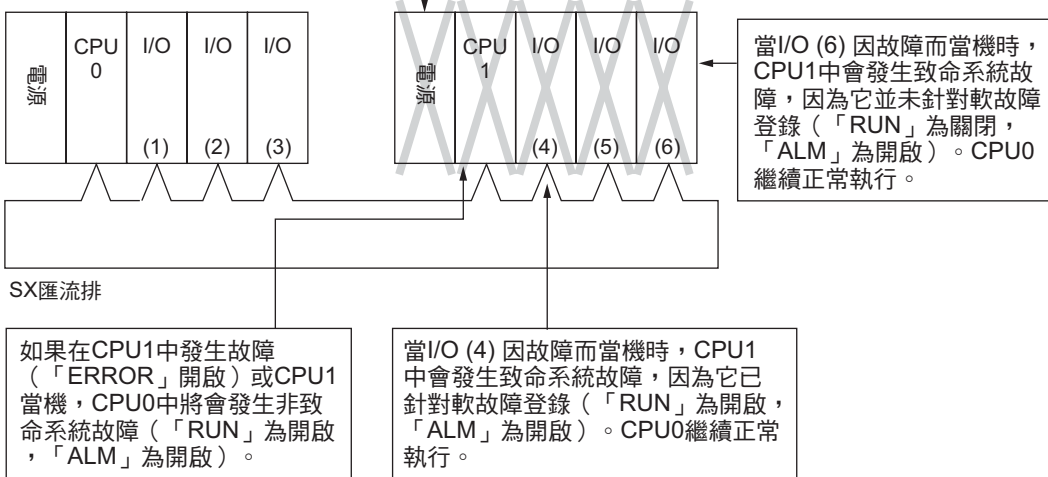 電源
CPU
0
I/O
(1)
I/O
(2)
I/O
(3)
電源
CPU
1
I/O
(4)
I/O
(5)
I/O
(6)
當I/O (6) 因故障而當機時，
CPU1中會發生致命系統故
障，因為它並未針對軟故障
登錄（「RUN」為關閉，
「ALM」為開啟）。CPU0
繼續正常執行。
SX匯流排
如果在CPU1中發生故障
（「ERROR」開啟）或CPU1
當機，CPU0中將會發生非致
命系統故障（「RUN」為開啟
，「ALM」為開啟）。
當I/O (4) 因故障而當機時，CPU1
中會發生致命系統故障，因為它已
針對軟故障登錄（「RUN」為開啟，
「ALM」為開啟）。CPU0繼續正常
執行。